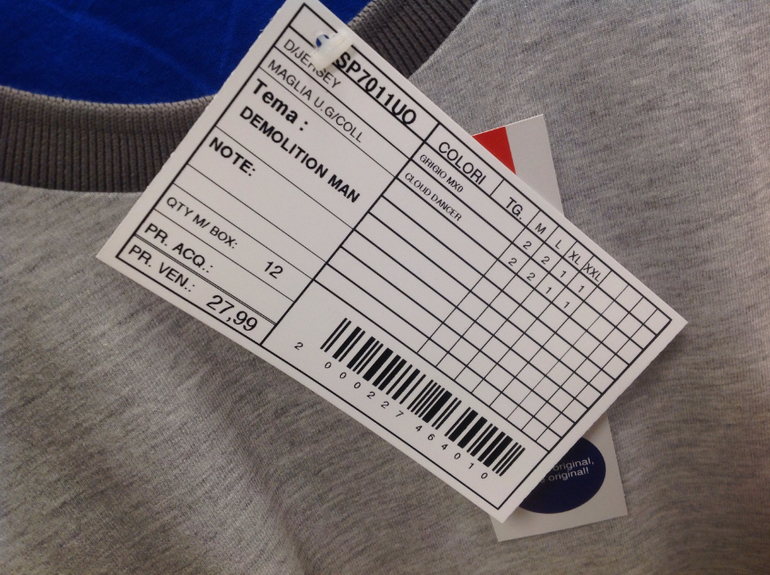 SP7011UO
D/JERSEY
MAGLIA U.G/COLL
Tema :
DEMOLITION MAN
NOTE:
QTY M/ BOX: 12
PR. ACQ.:
PR. VEN.: 27,99
COLORI TG. M L XL XXL
GRIGIO MX0 2 2 1 1
CLOUD DANCER 2 2 1 1
2 000227 464010
original,
original!